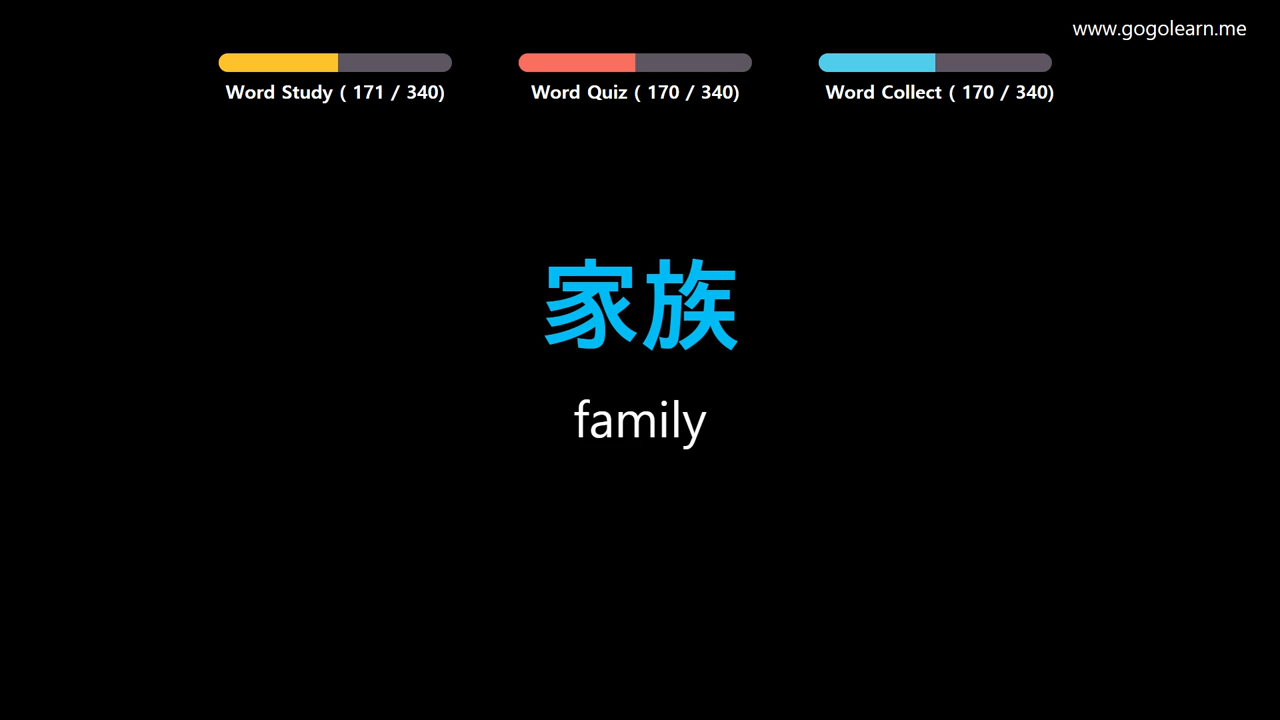 www.gogolearn.me
Word Study ( 171 / 340)
Word Quiz ( 170 / 340)
Word Collect ( 170 / 340)
家族
family